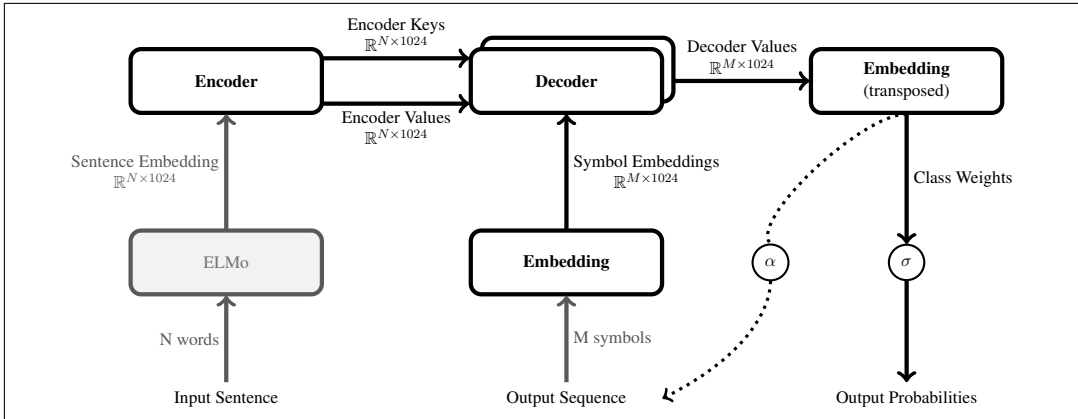 Encoder Keys
ℝ^{N×1024}
Decoder Values
ℝ^{M×1024}
Encoder
Decoder
Embedding
(transposed)
Encoder Values
ℝ^{N×1024}
Sentence Embedding
ℝ^{N×1024}
Symbol Embeddings
ℝ^{M×1024}
Class Weights
ELMo
Embedding
α
σ
N words
M symbols
Input Sentence
Output Sequence
Output Probabilities